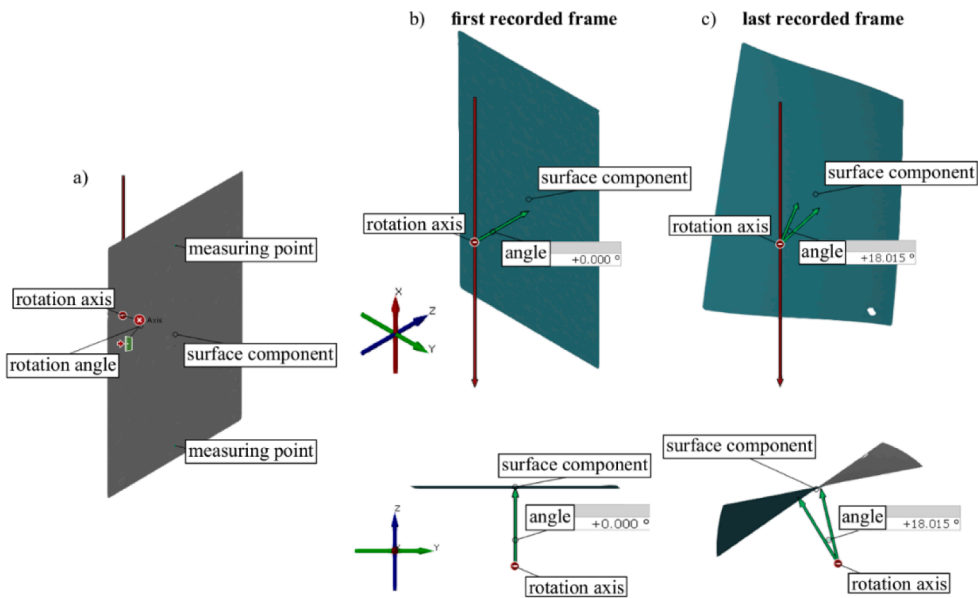 a)
measuring point
rotation axis
Axis
rotation angle
surface component
measuring point
b) first recorded frame
surface component
rotation axis
angle
+0.000 °
X
Z
Y
surface component
angle
+0.000 °
rotation axis
Z
Y
c) last recorded frame
surface component
rotation axis
angle
+18.015 °
surface component
angle
+18.015 °
rotation axis